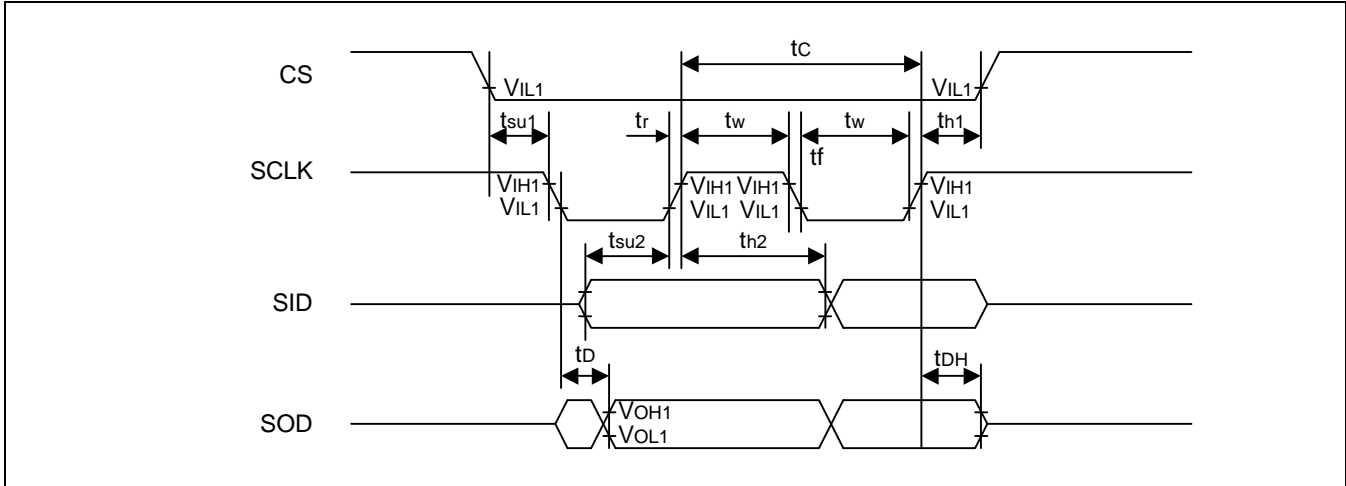 tC
CS
VIL1 VIL1
tsu1 tr tw tw th1
tf
SCLK
VIH1 VIH1 VIH1 VIH1
VIL1 VIL1 VIL1 VIL1
tsu2 th2
SID
tD tDH
VOH1
SOD
VOL1